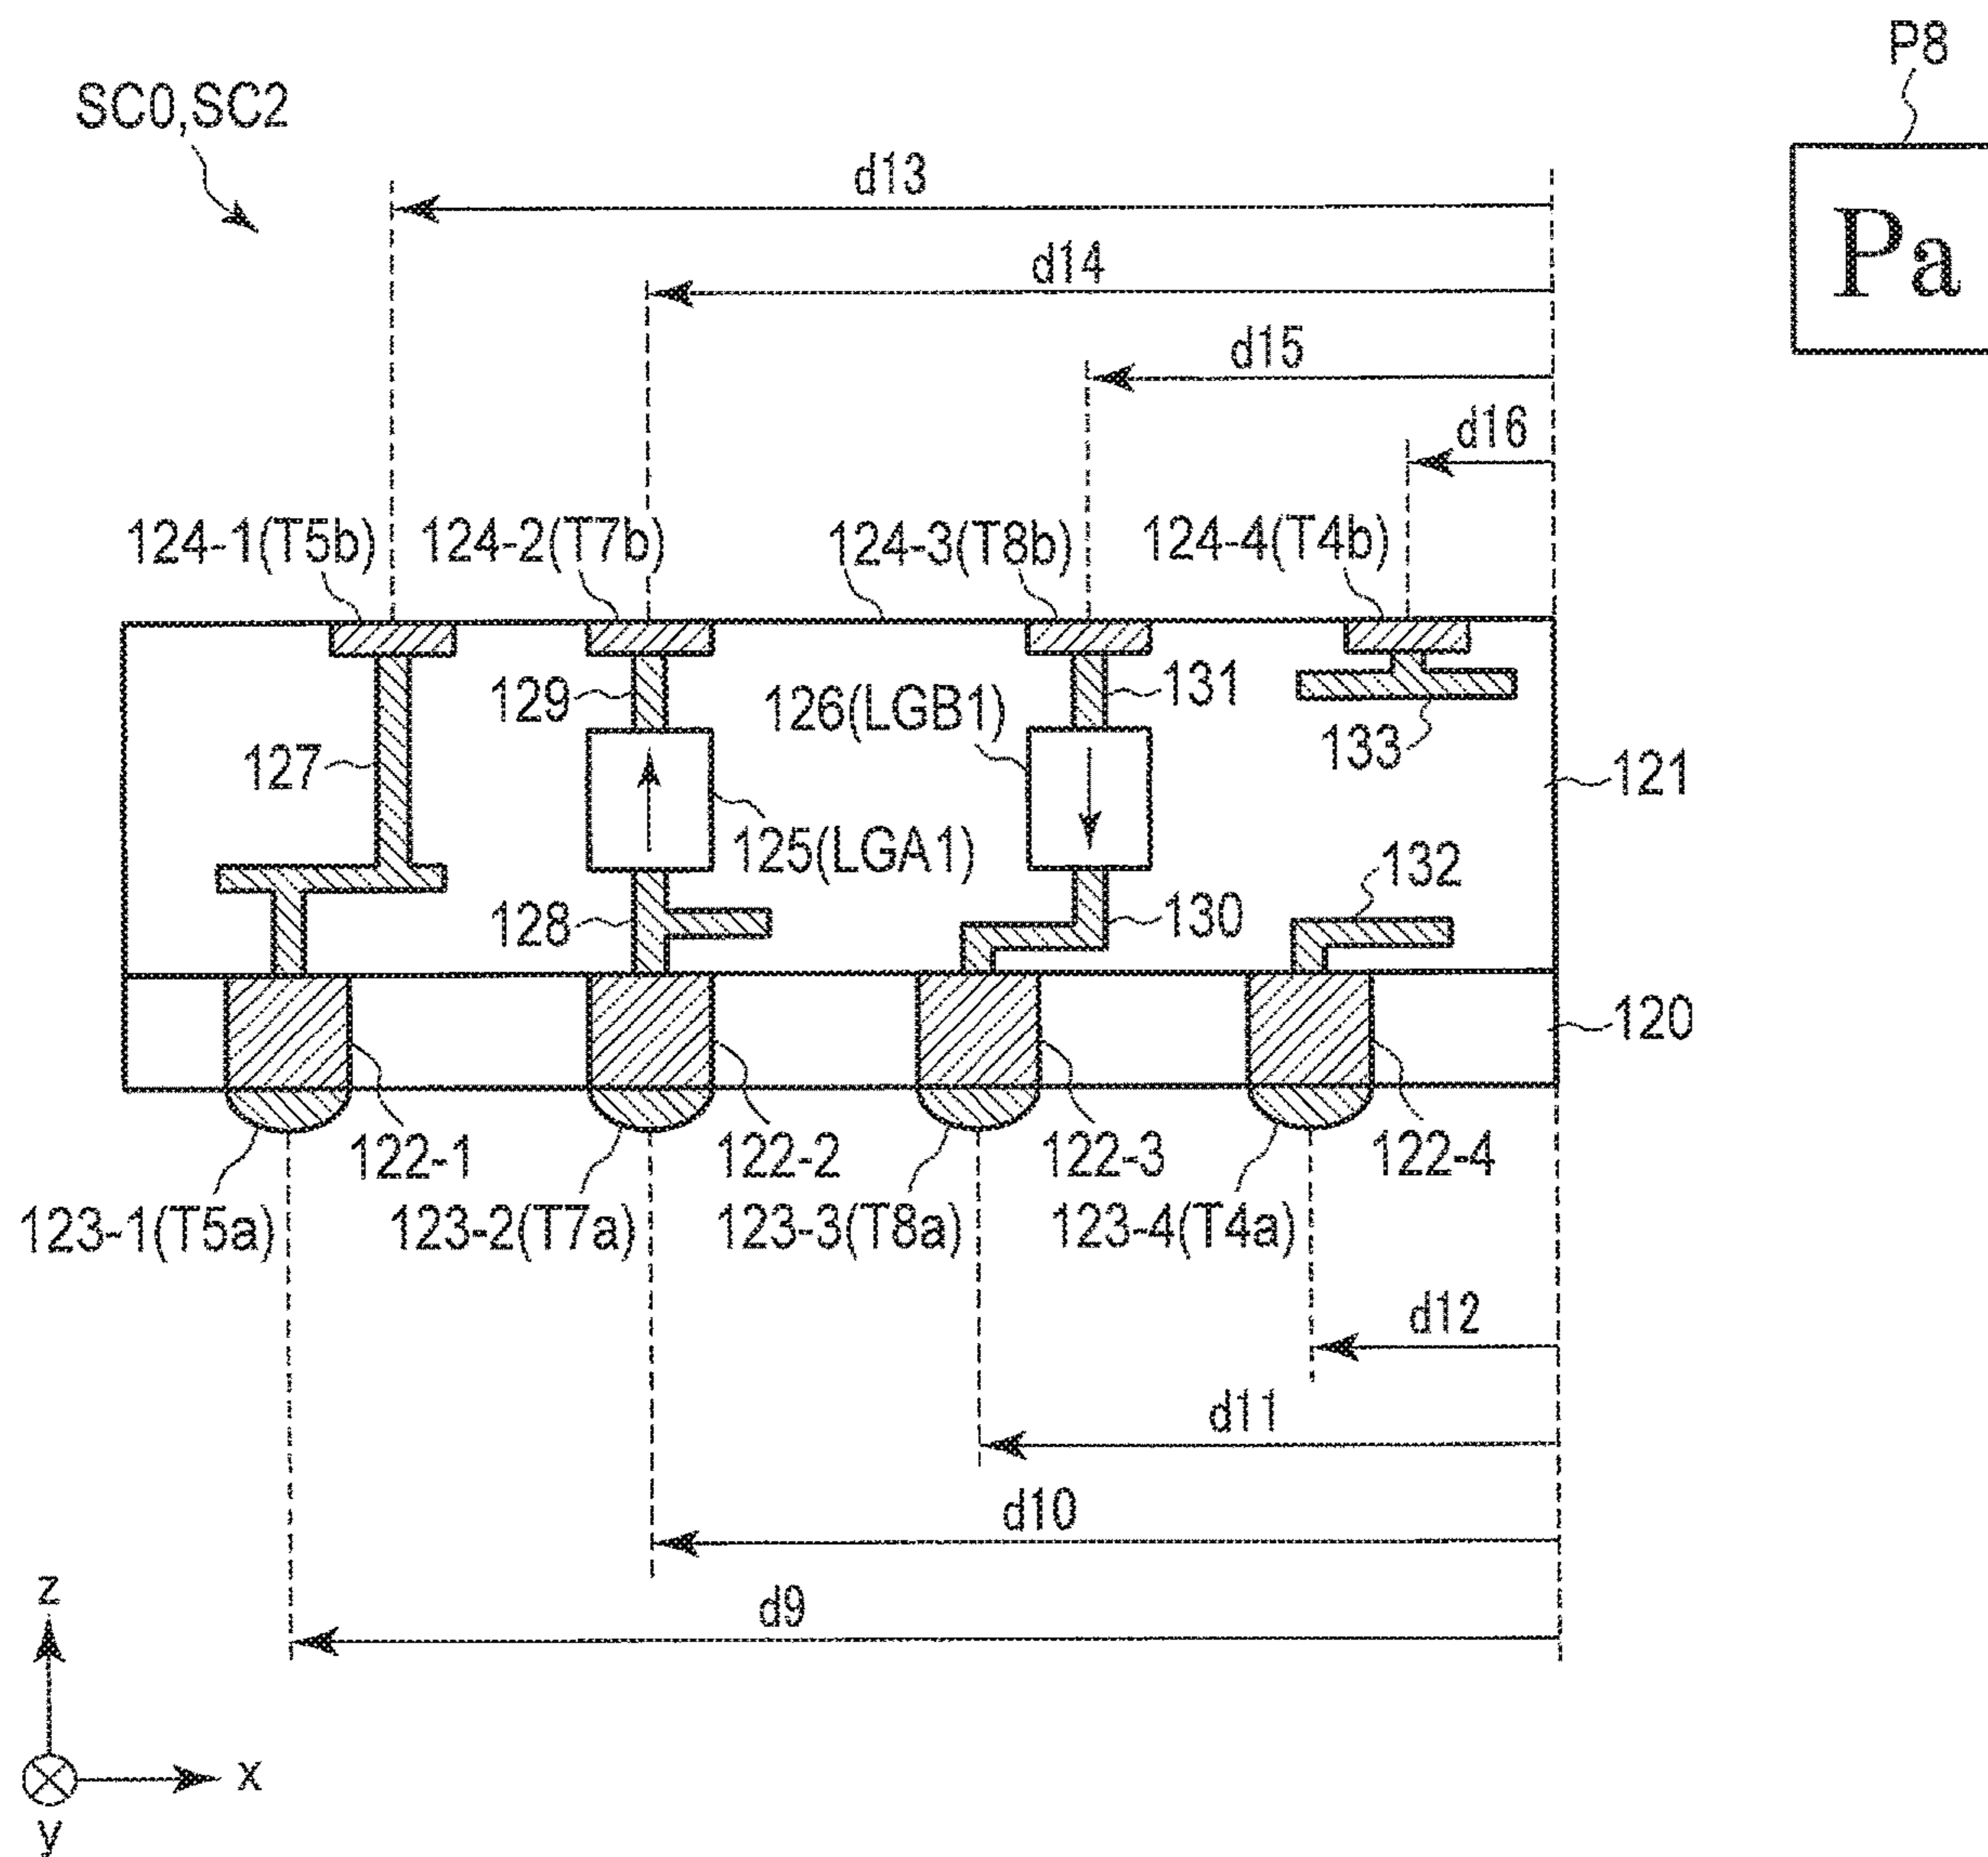 P8
SC0,SC2
d13
Pa
d14
d15
d16
124-1(T5b) 124-2(T7b) 124-3(T8b) 124-4(T4b)
129 126(LGB1) 131
127 133 121
125(LGA1) 132
128 130
120
122-1 122-2 122-3 122-4
123-1(T5a) 123-2(T7a) 123-3(T8a) 123-4(T4a)
d12
d11
d10
d9
z
x
y